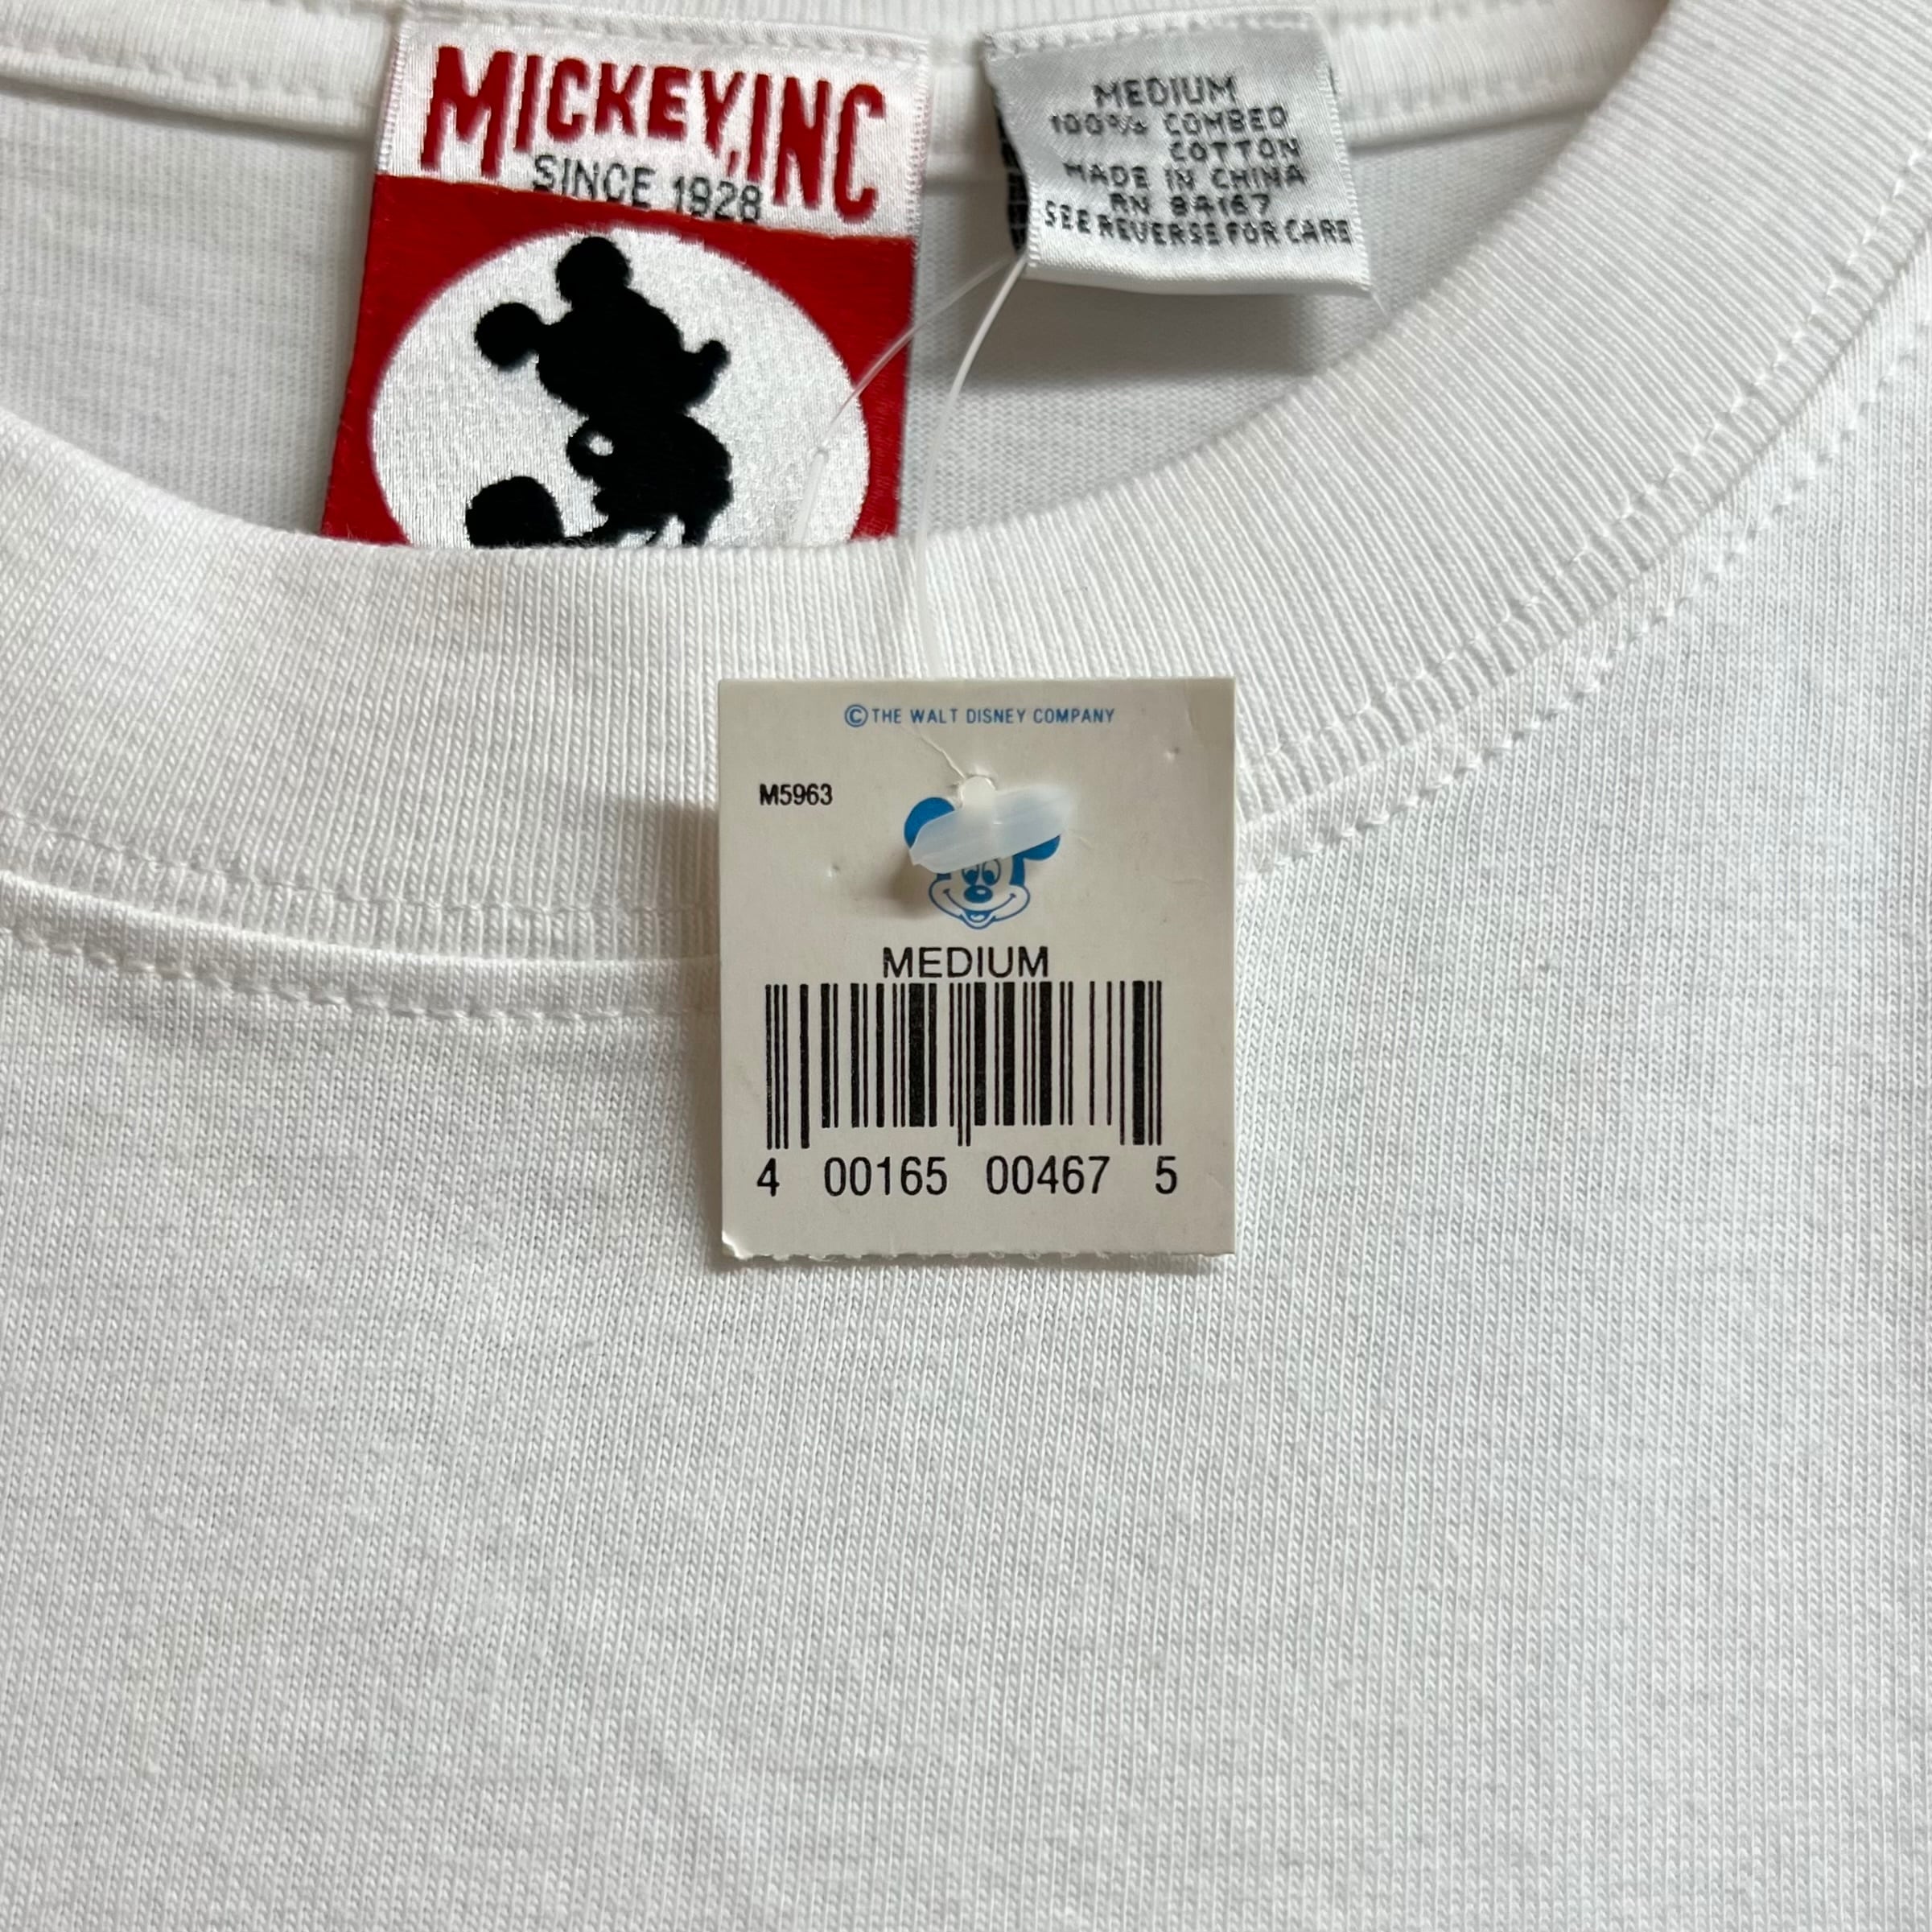 MICKEY,INC
SINCE 1928
MEDIUM
100% COMBED
COTTON
MADE IN CHINA
RN 84167
SEE REVERSE FOR CARE
©THE WALT DISNEY COMPANY
M5963
MEDIUM
4 00165 00467 5